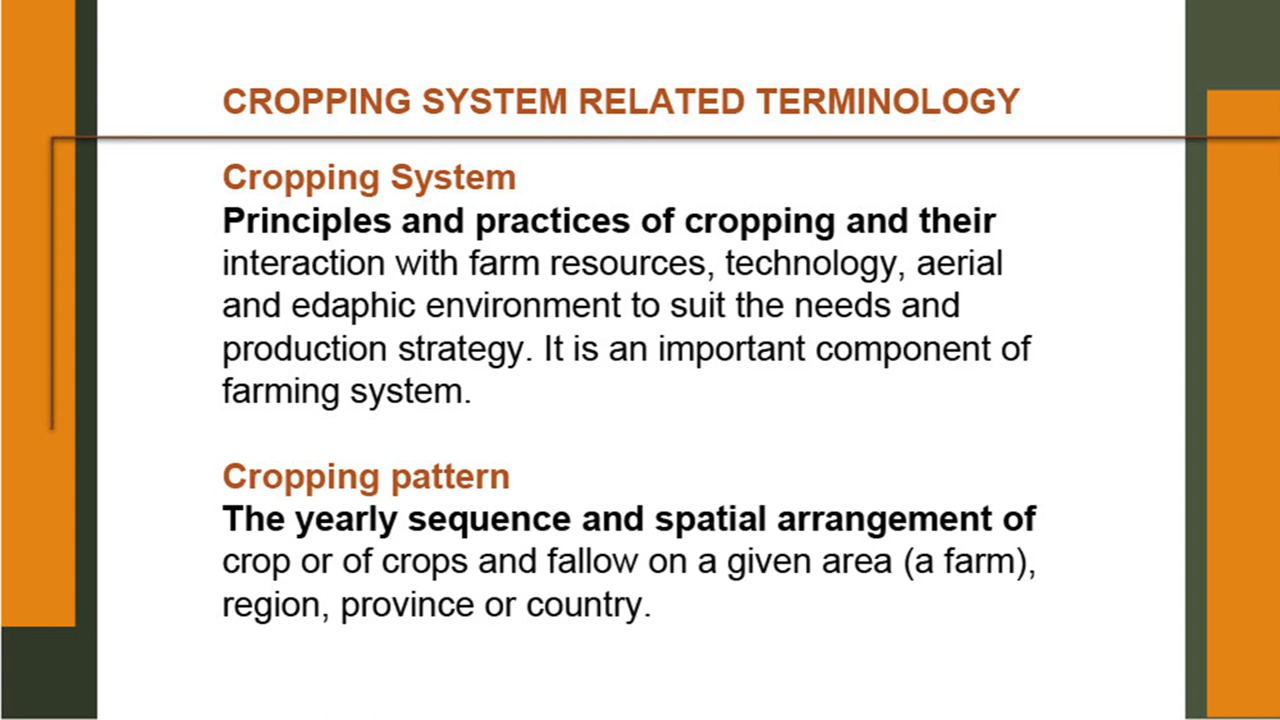 CROPPING SYSTEM RELATED TERMINOLOGY
Cropping System
Principles and practices of cropping and their
interaction with farm resources, technology, aerial
and edaphic environment to suit the needs and
production strategy. It is an important component of
farming system.
Cropping pattern
The yearly sequence and spatial arrangement of
crop or of crops and fallow on a given area (a farm),
region, province or country.